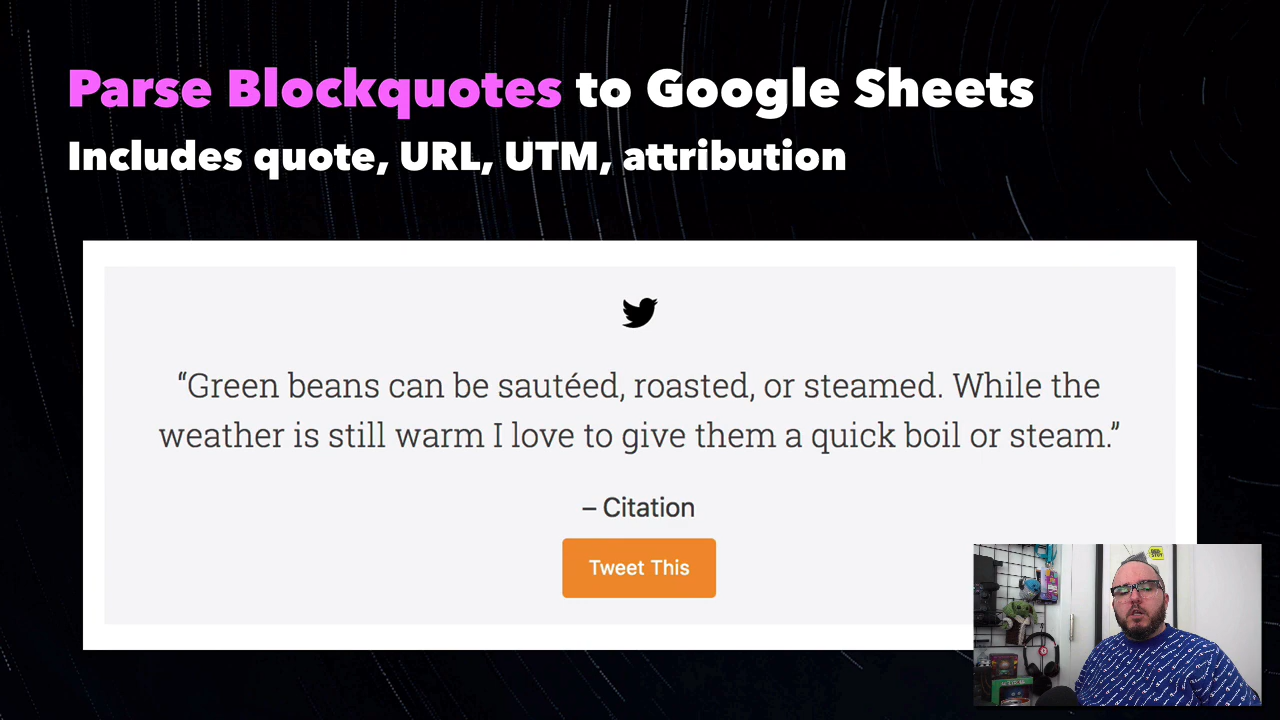 Parse Blockquotes to Google Sheets
Includes quote, URL, UTM, attribution
“Green beans can be sautéed, roasted, or steamed. While the
weather is still warm I love to give them a quick boil or steam.”
– Citation
Tweet This